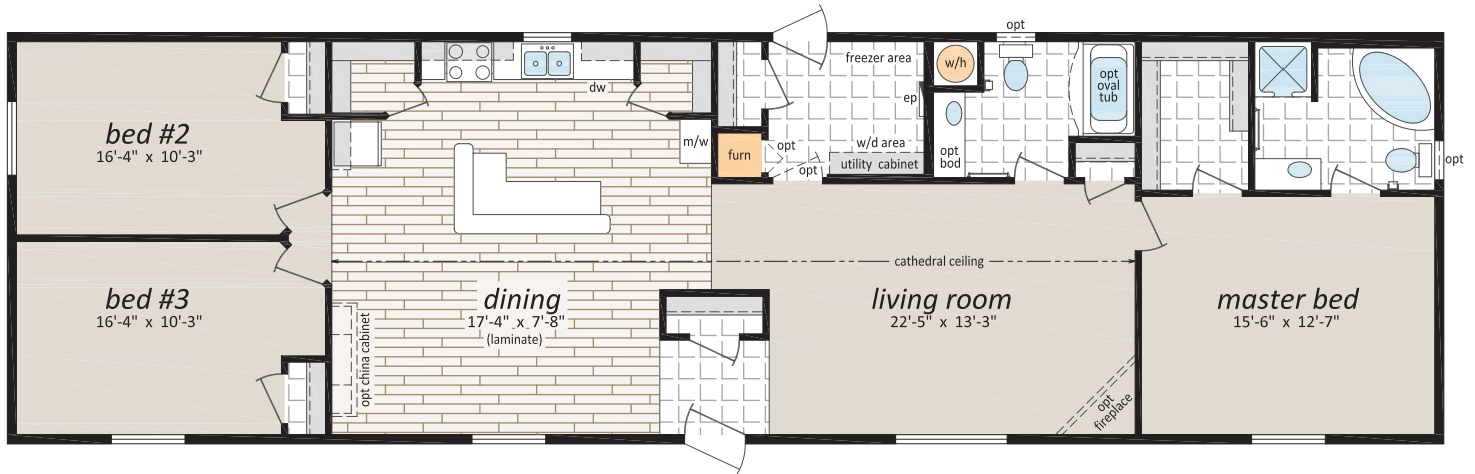 bed #2
16'-4" x 10'-3"
dw
m/w
furn
opt
opt
freezer area
ep
w/d area
utility cabinet
w/h
opt
opt
bod
opt
oval
tub
opt
cathedral ceiling
bed #3
16'-4" x 10'-3"
opt china cabinet
dining
17'-4" x 7'-8"
(laminate)
living room
22'-5" x 13'-3"
opt
fireplace
master bed
15'-6" x 12'-7"